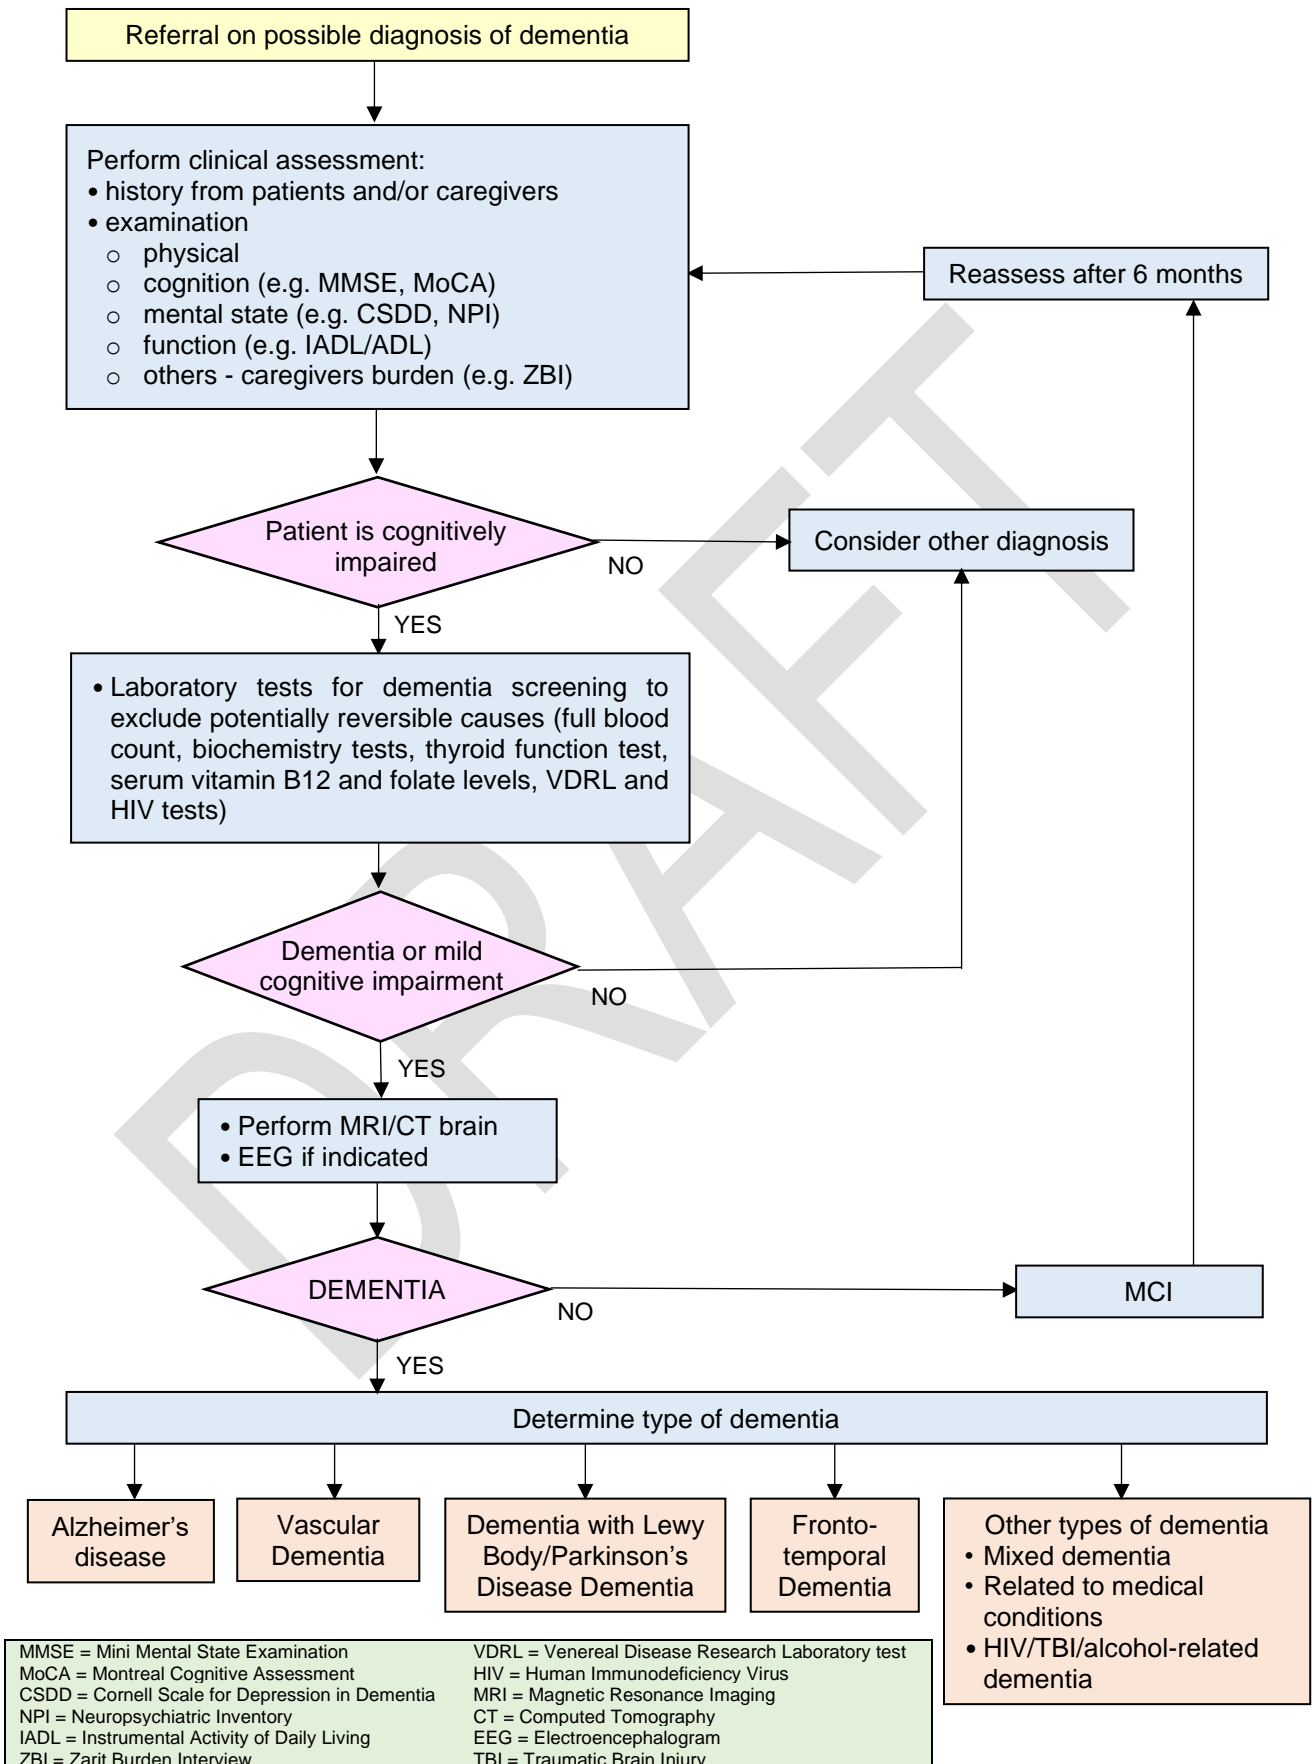 Referral on possible diagnosis of dementia
Perform clinical assessment:
• history from patients and/or caregivers
• examination
o physical
o cognition (e.g. MMSE, MoCA)
o mental state (e.g. CSDD, NPI)
o function (e.g. IADL/ADL)
o others - caregivers burden (e.g. ZBI)
Reassess after 6 months
Patient is cognitively
impaired
NO
Consider other diagnosis
YES
• Laboratory tests for dementia screening to
exclude potentially reversible causes (full blood
count, biochemistry tests, thyroid function test,
serum vitamin B12 and folate levels, VDRL and
HIV tests)
Dementia or mild
cognitive impairment
NO
YES
• Perform MRI/CT brain
• EEG if indicated
DEMENTIA
NO
MCI
YES
Determine type of dementia
Alzheimer's
disease
Vascular
Dementia
Dementia with Lewy
Body/Parkinson's
Disease Dementia
Fronto-
temporal
Dementia
Other types of dementia
• Mixed dementia
• Related to medical
conditions
• HIV/TBI/alcohol-related
dementia
MMSE = Mini Mental State Examination
MoCA = Montreal Cognitive Assessment
CSDD = Cornell Scale for Depression in Dementia
NPI = Neuropsychiatric Inventory
IADL = Instrumental Activity of Daily Living
ZBI = Zarit Burden Interview
VDRL = Venereal Disease Research Laboratory test
HIV = Human Immunodeficiency Virus
MRI = Magnetic Resonance Imaging
CT = Computed Tomography
EEG = Electroencephalogram
TBI = Traumatic Brain Injury
DRAFT